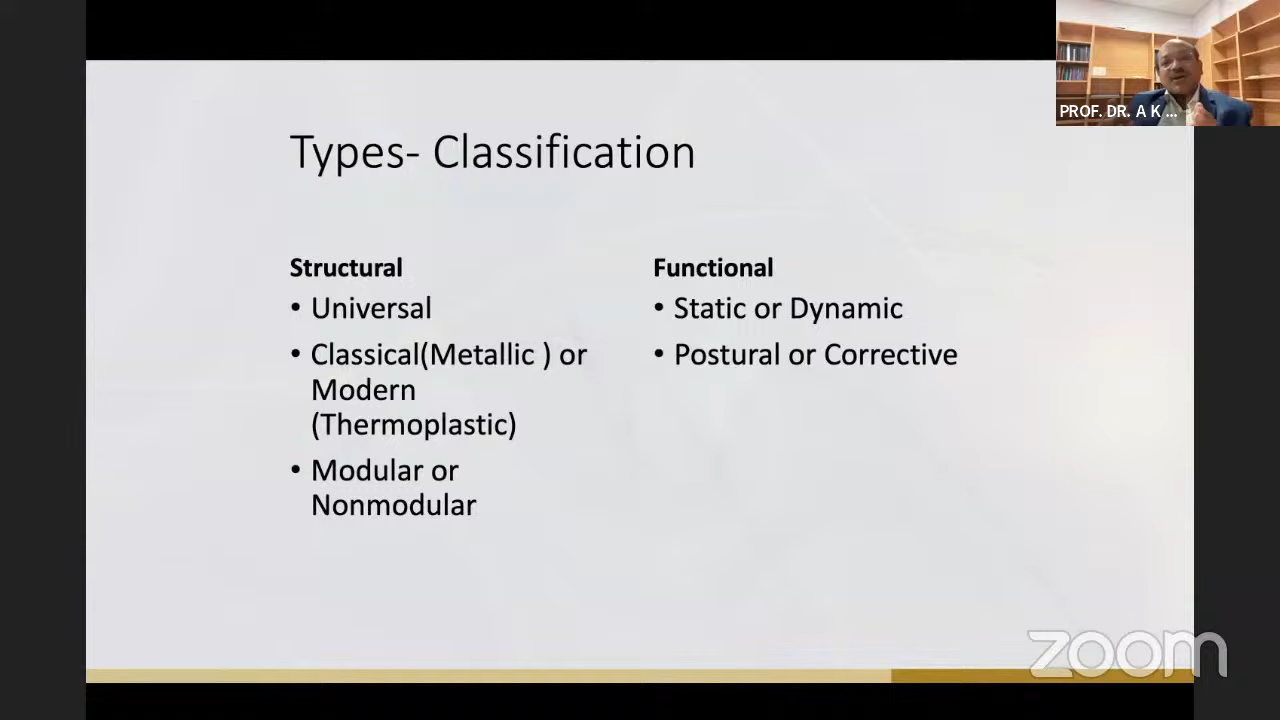 PROF. DR. A K ...
Types- Classification
Structural
• Universal
• Classical(Metallic ) or
Modern
(Thermoplastic)
• Modular or
Nonmodular
Functional
• Static or Dynamic
• Postural or Corrective
zoom